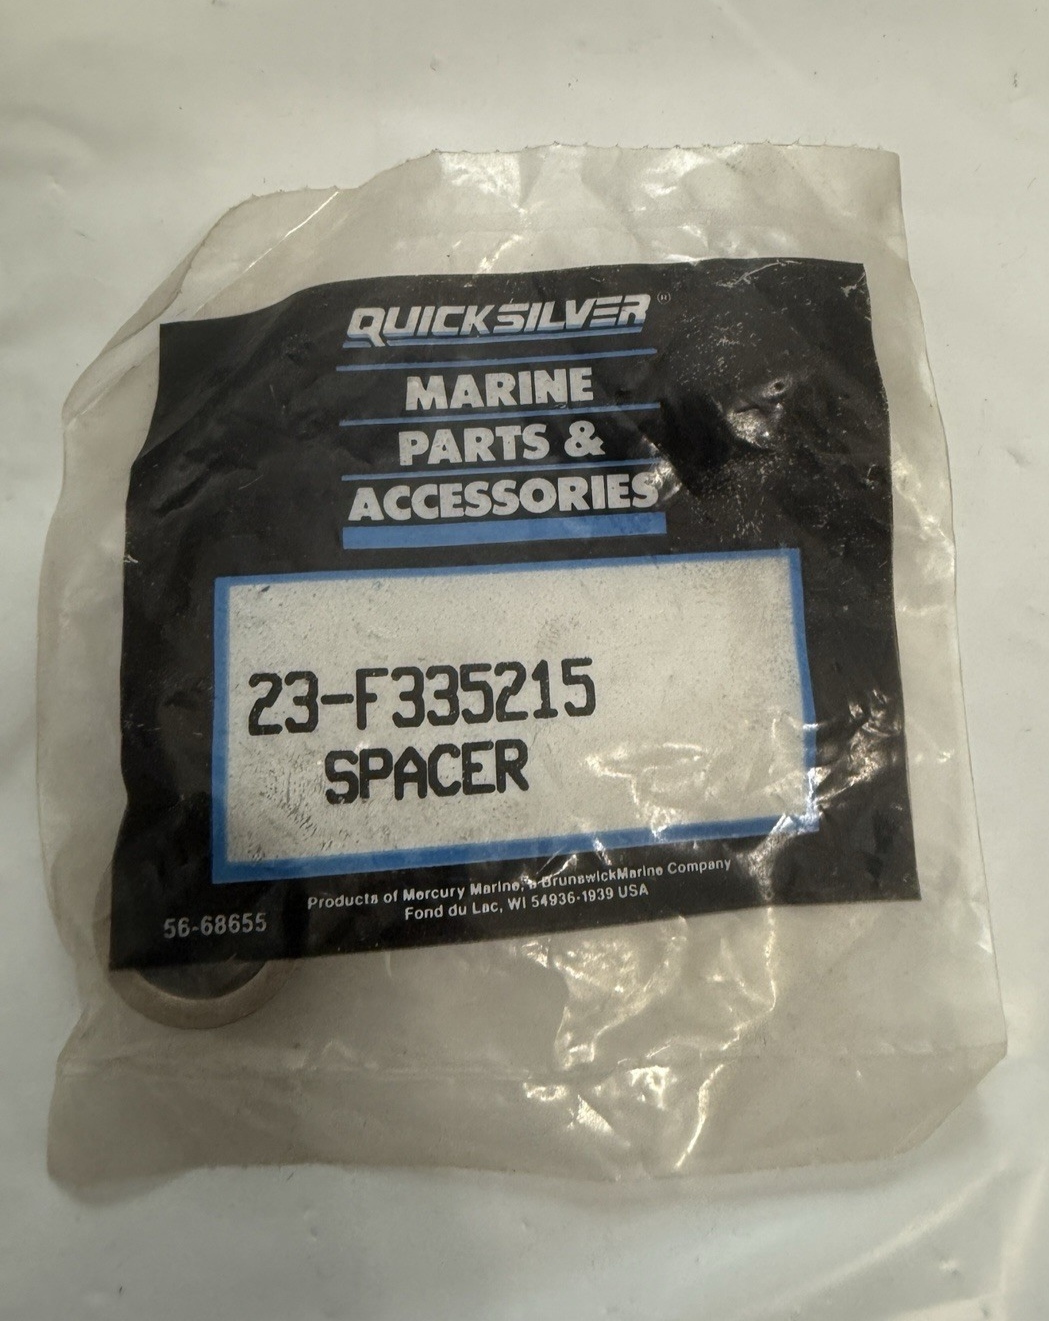 QUICKSILVER®
MARINE
PARTS &
ACCESSORIES
23-F335215
SPACER
Products of Mercury Marine, a BrunswickMarine Company
Fond du Lac, WI 54936-1939 USA
56-68655